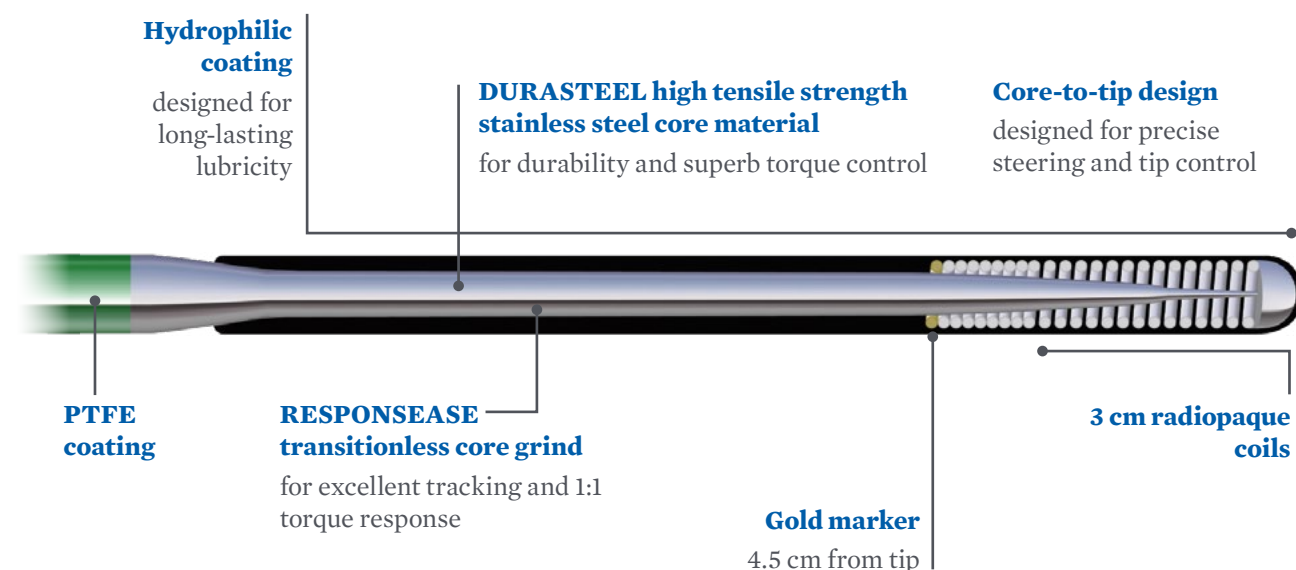 Hydrophilic
coating
designed for
long-lasting
lubricity
DURASTEEL high tensile strength
stainless steel core material
for durability and superb torque control
Core-to-tip design
designed for precise
steering and tip control
PTFE
coating
RESPONSEASE
transitionless core grind
for excellent tracking and 1:1
torque response
Gold marker
4.5 cm from tip
3 cm radiopaque
coils